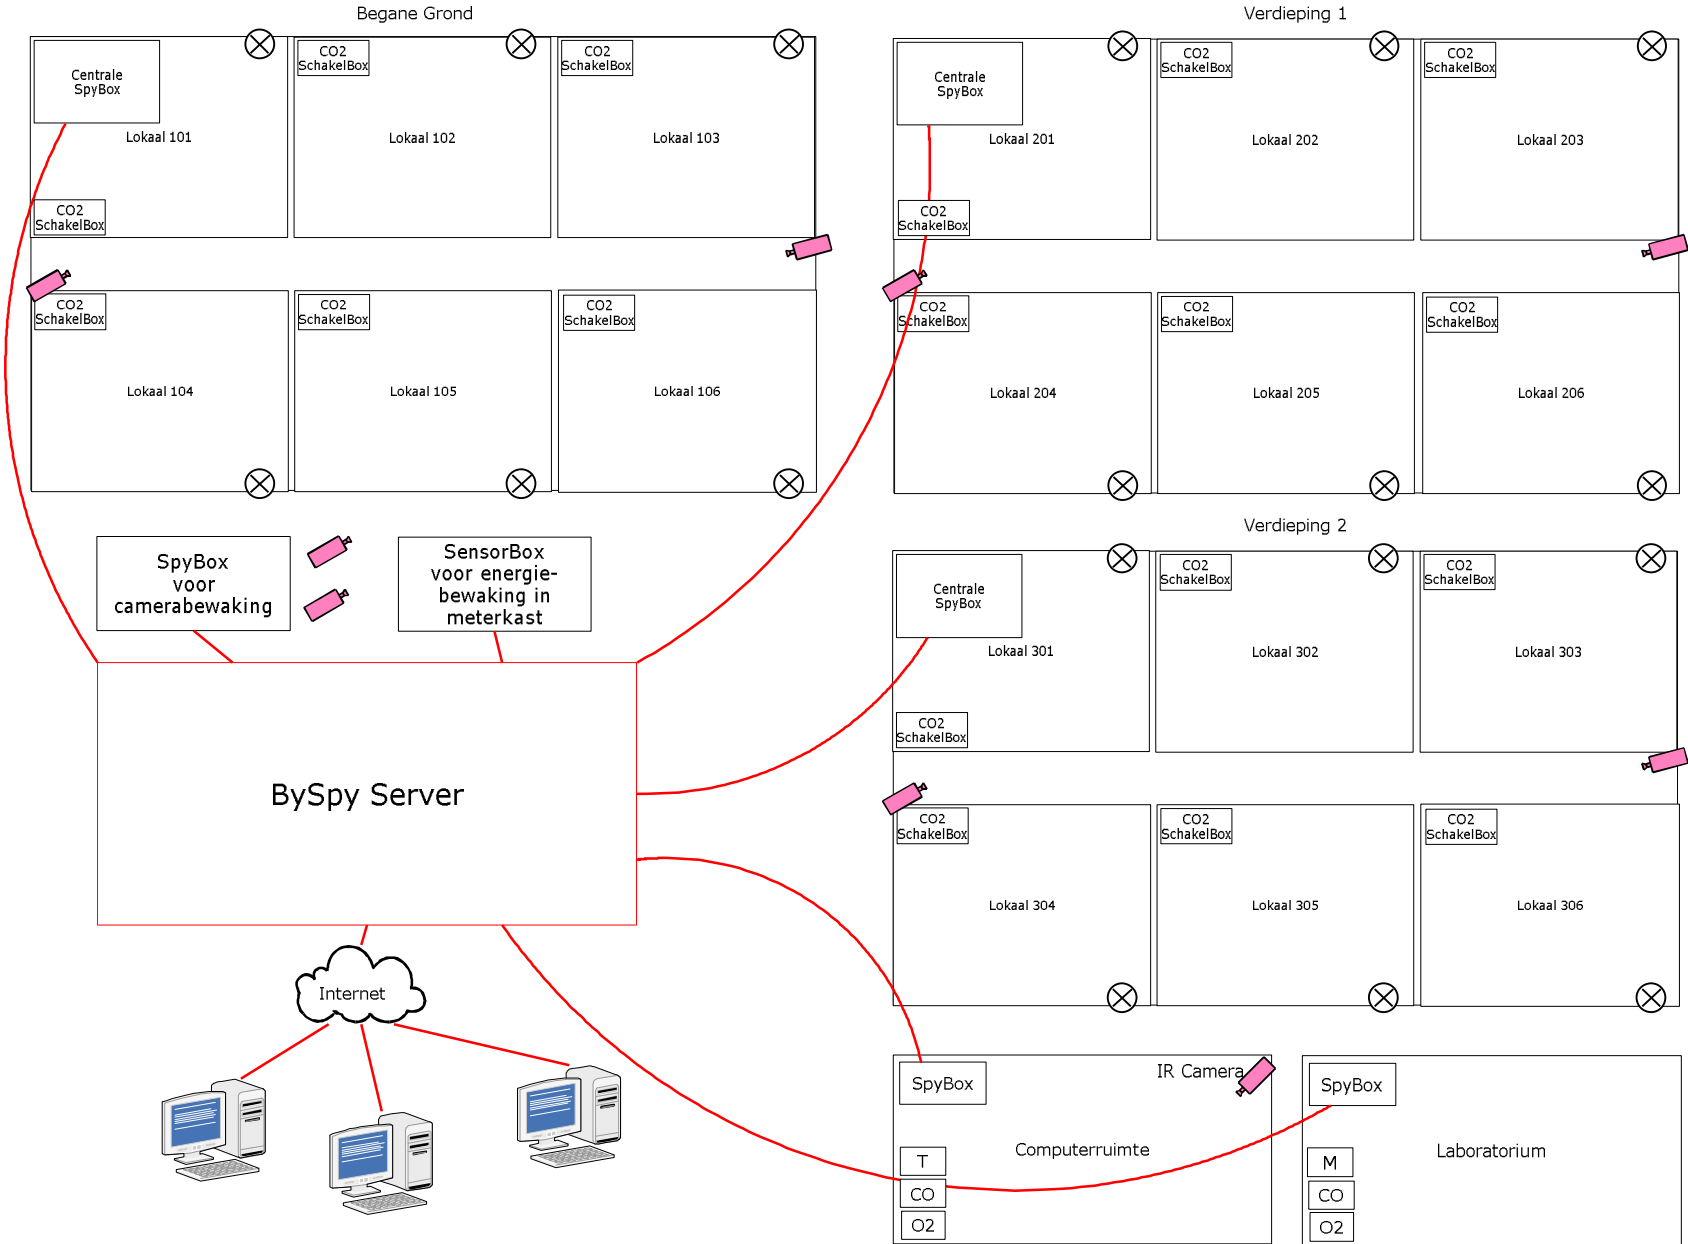 Begane Grond
Centrale
SpyBox
Lokaal 101
CO2
SchakelBox
CO2
SchakelBox
Lokaal 102
CO2
SchakelBox
Lokaal 103
CO2
SchakelBox
Lokaal 104
CO2
SchakelBox
Lokaal 105
CO2
SchakelBox
Lokaal 106
Verdieping 1
Centrale
SpyBox
Lokaal 201
CO2
SchakelBox
CO2
SchakelBox
Lokaal 202
CO2
SchakelBox
Lokaal 203
CO2
SchakelBox
Lokaal 204
CO2
SchakelBox
Lokaal 205
CO2
SchakelBox
Lokaal 206
SpyBox
voor
camerabewaking
SensorBox
voor energie-
bewaking in
meterkast
BySpy Server
Internet
Verdieping 2
Centrale
SpyBox
Lokaal 301
CO2
SchakelBox
CO2
SchakelBox
Lokaal 302
CO2
SchakelBox
Lokaal 303
CO2
SchakelBox
Lokaal 304
CO2
SchakelBox
Lokaal 305
CO2
SchakelBox
Lokaal 306
SpyBox
IR Camera
Computerruimte
T
CO
O2
SpyBox
Laboratorium
M
CO
O2